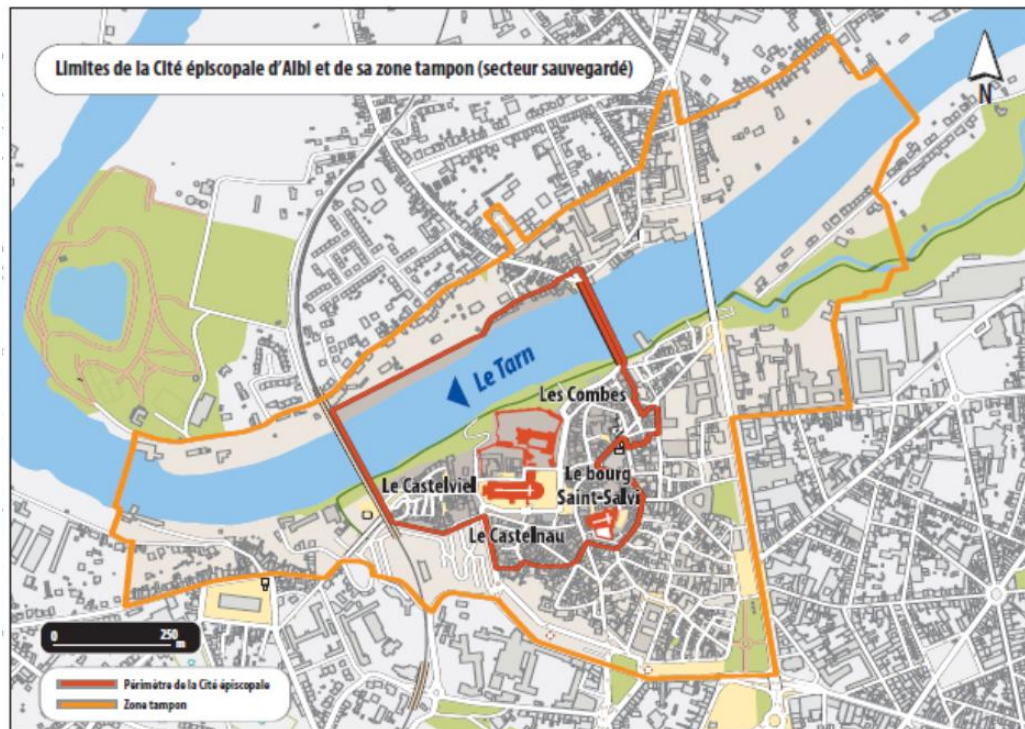 Limites de la Cité épiscopale d'Albi et de sa zone tampon (secteur sauvegardé)
N
Le Tarn
Les Combes
Le Castelviel
Le bourg
Saint-Salvi
Le Castelnau
0 250
m
Périmètre de la Cité épiscopale
Zone tampon